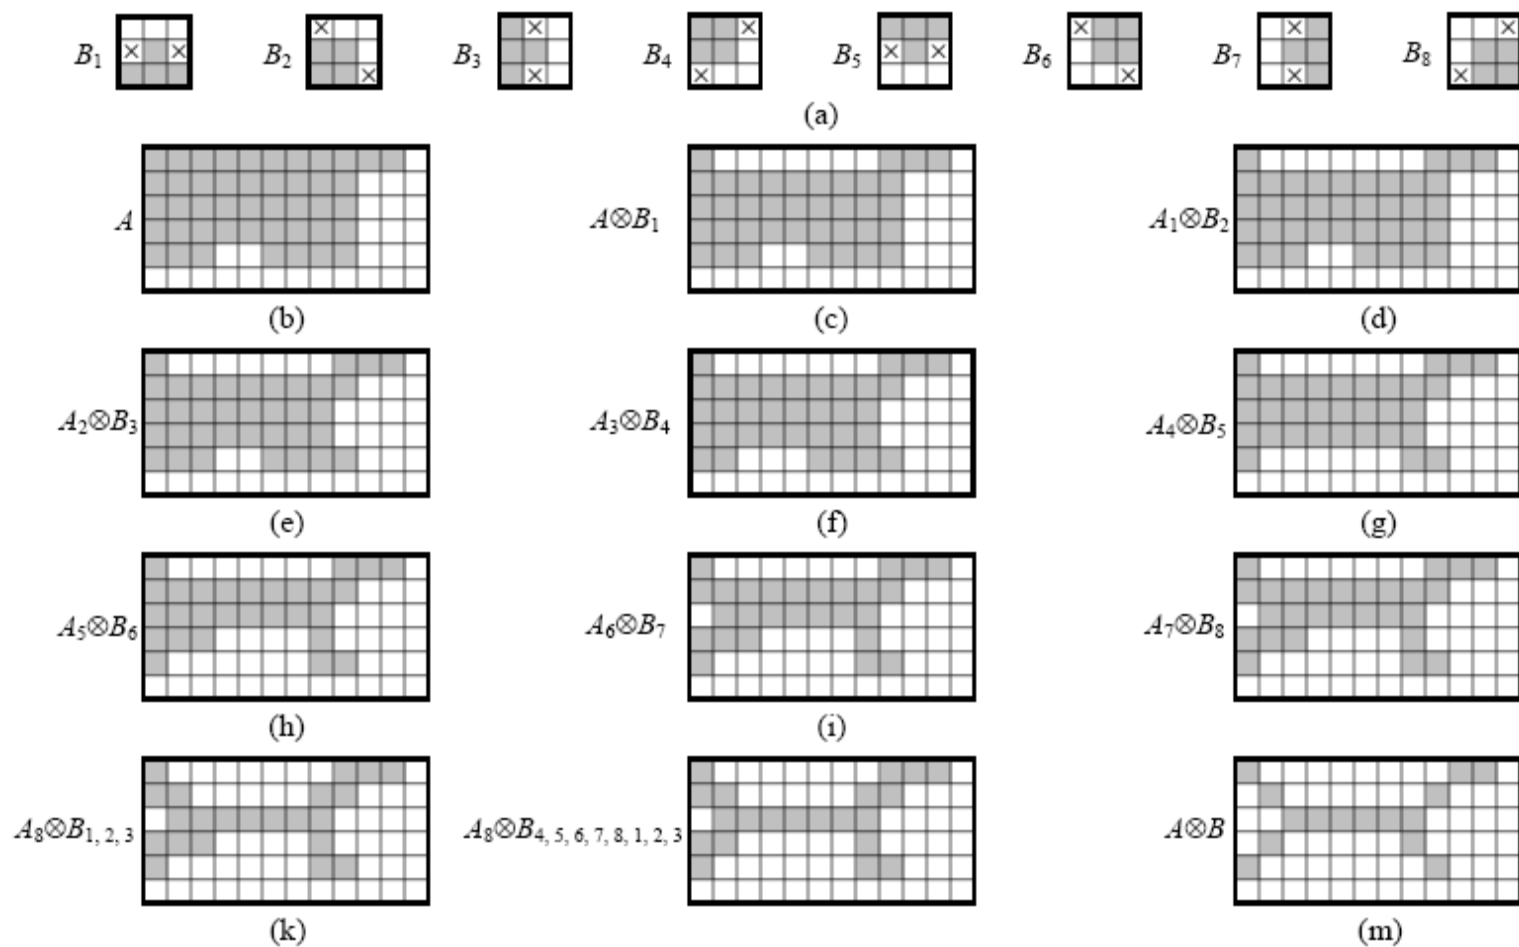 B₁ B₂ B₃ B₄ B₅ B₆ B₇ B₈
(a)
A A⊗B₁ A₁⊗B₂
(b) (c) (d)
A₂⊗B₃ A₃⊗B₄ A₄⊗B₅
(e) (f) (g)
A₅⊗B₆ A₆⊗B₇ A₇⊗B₈
(h) (i)
A₈⊗B₁, ₂, ₃ A₈⊗B₄, ₅, ₆, ₇, ₈, ₁, ₂, ₃ A⊗B
(k) (m)